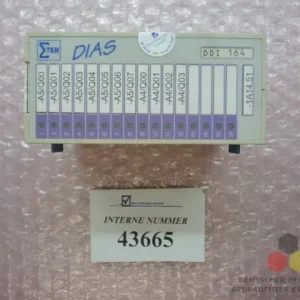 ΣTEK
DIAS
DDI 164
-A5/Q00
-A5/Q01
-A5/Q02
-A5/Q03
-A5/Q04
-A5/Q05
-A5/Q06
-A5/Q07
-A4/Q00
-A4/Q01
-A4/Q02
-A4/Q03
-1A14.51
INTERNE NUMMER
43665